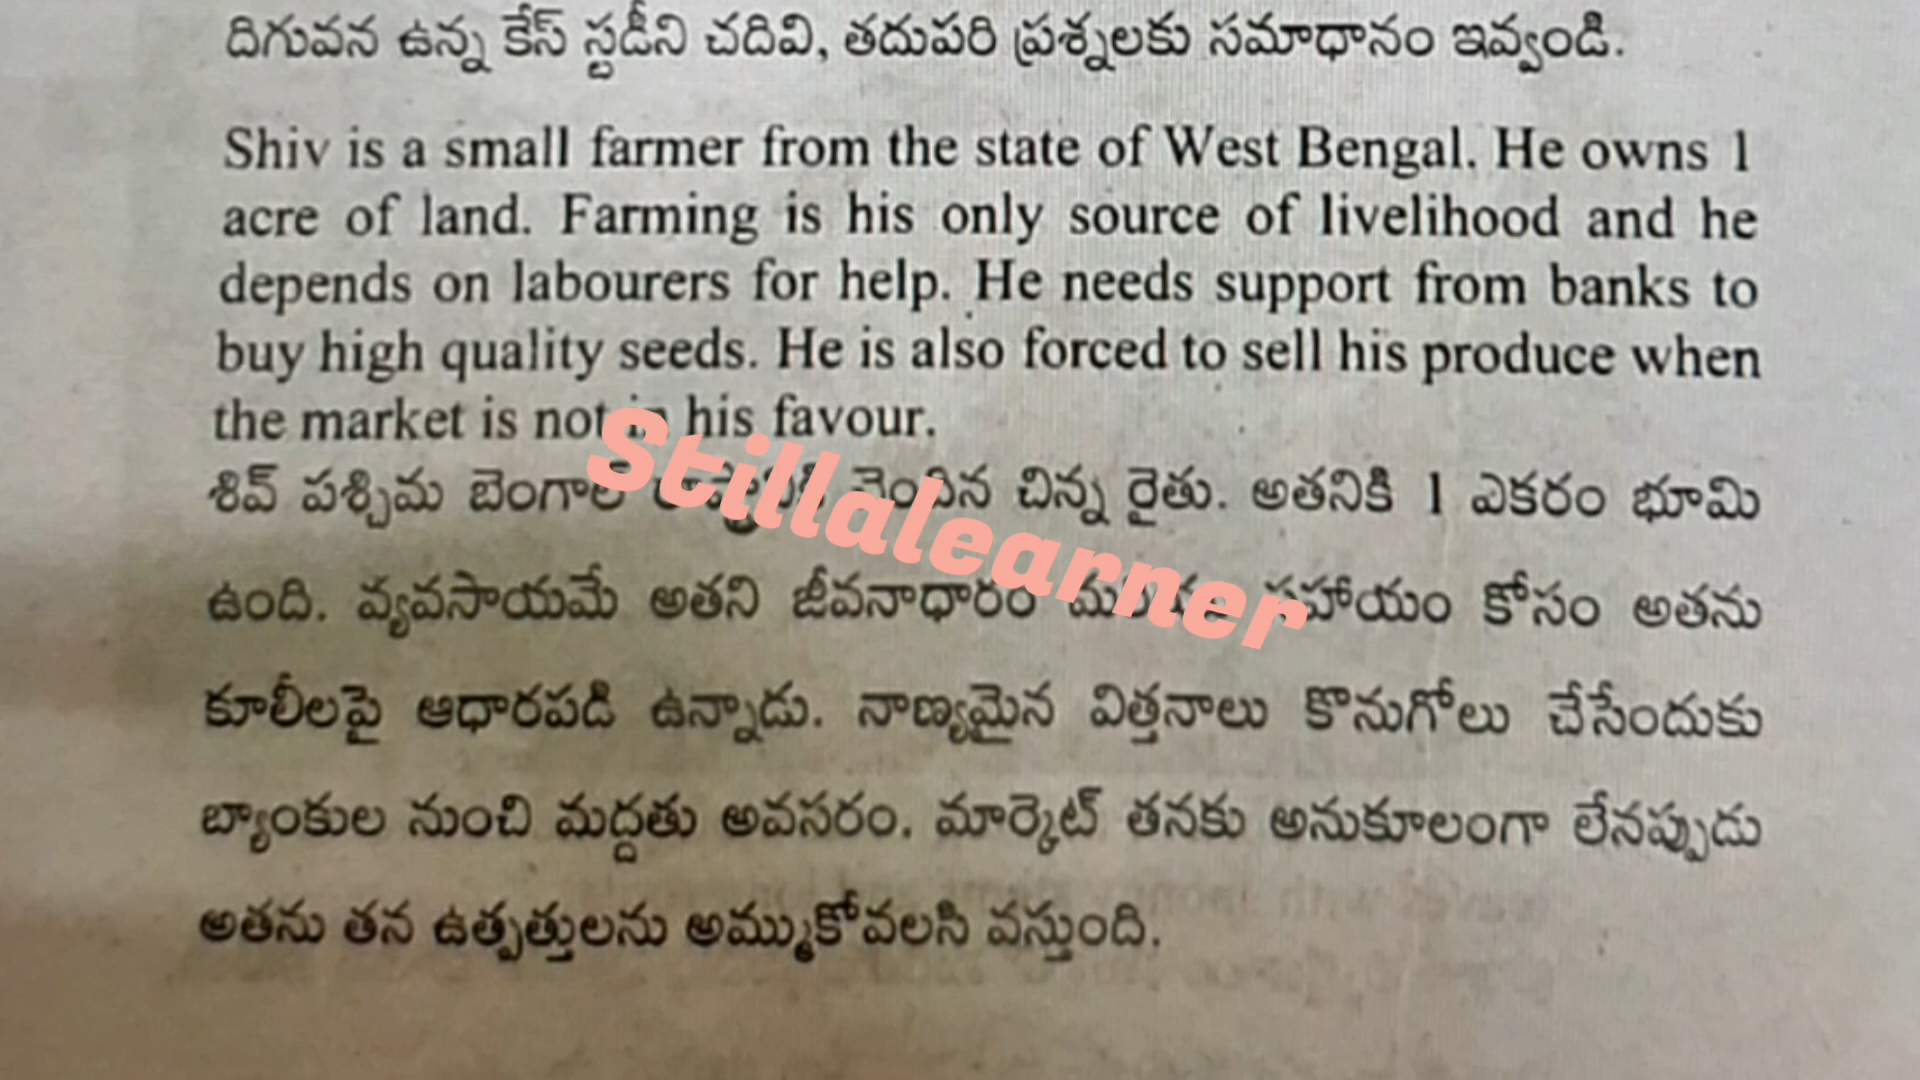 దిగువన ఉన్న కేస్ స్టడీని చదివి, తదుపరి ప్రశ్నలకు సమాధానం ఇవ్వండి.
Shiv is a small farmer from the state of West Bengal. He owns 1
acre of land. Farming is his only source of livelihood and he
depends on labourers for help. He needs support from banks to
buy high quality seeds. He is also forced to sell his produce when
the market is not in his favour.
Stillalearner
శివ్ పశ్చిమ బెంగాల్ చిన్న రైతు. అతనికి 1 ఎకరం భూమి
ఉంది. వ్యవసాయమే అతని జీవనాధారం సహాయం కోసం అతను
కూలీలపై ఆధారపడి ఉన్నాడు. నాణ్యమైన విత్తనాలు కొనుగోలు చేసేందుకు
బ్యాంకుల నుంచి మద్దతు అవసరం. మార్కెట్ తనకు అనుకూలంగా లేనప్పుడు
అతను తన ఉత్పత్తులను అమ్ముకోవలసి వస్తుంది.